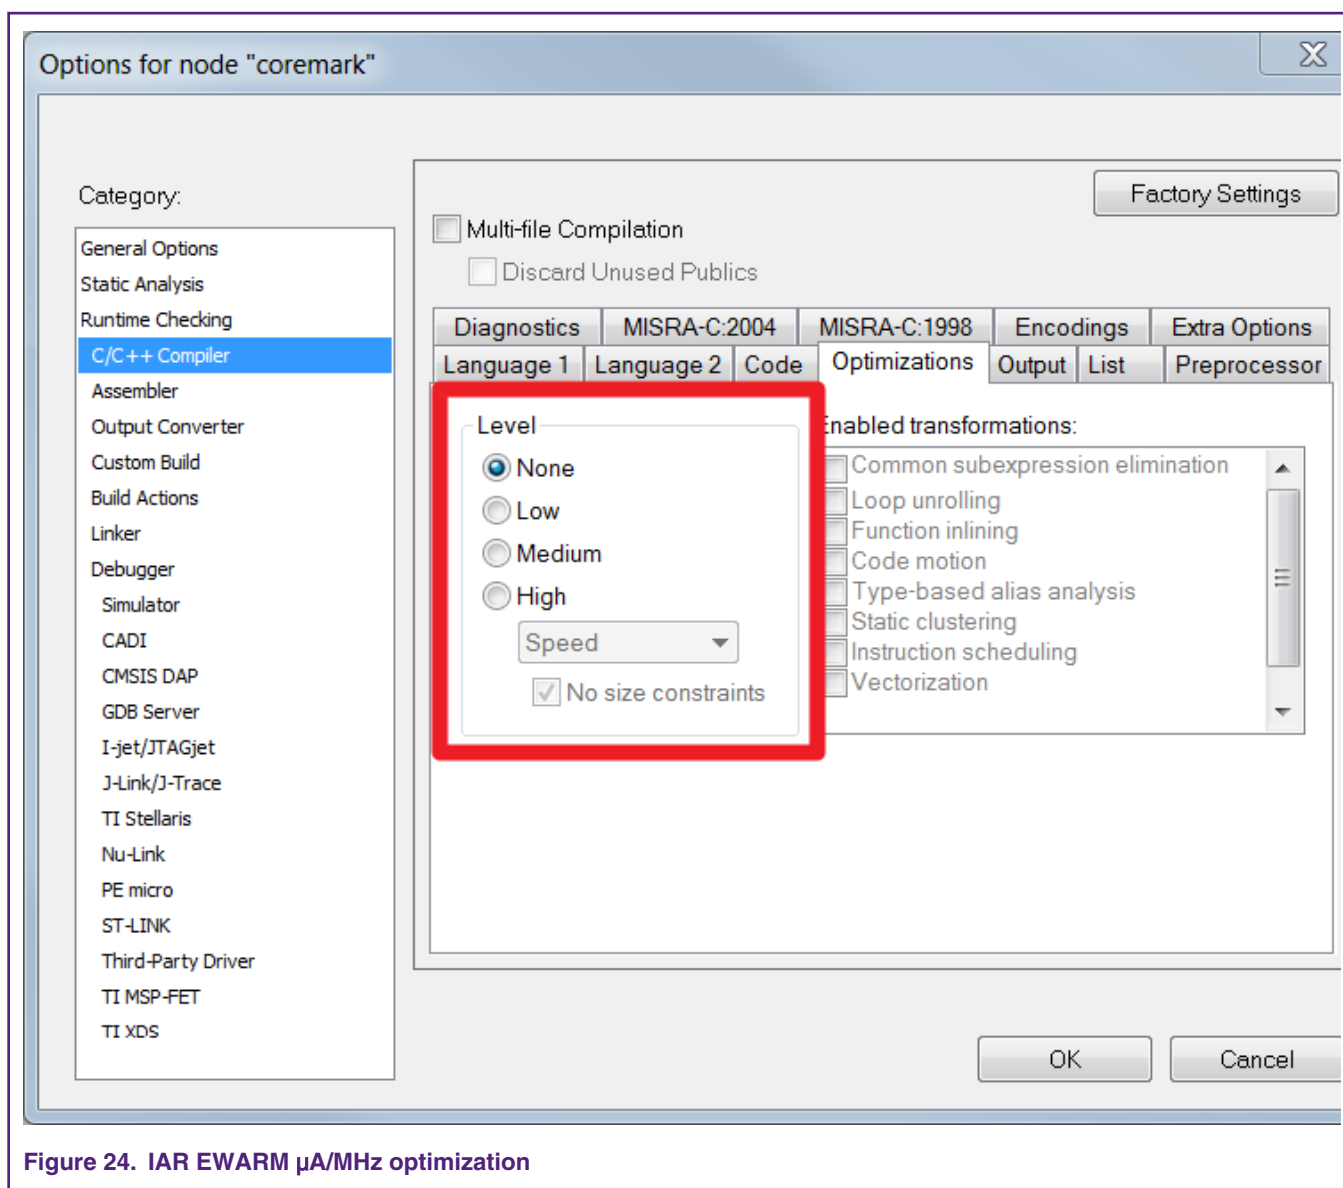 Options for node "coremark"
Category:
General Options
Static Analysis
Runtime Checking
C/C++ Compiler
Assembler
Output Converter
Custom Build
Build Actions
Linker
Debugger
Simulator
CADI
CMSIS DAP
GDB Server
I-jet/JTAGjet
J-Link/J-Trace
TI Stellaris
Nu-Link
PE micro
ST-LINK
Third-Party Driver
TI MSP-FET
TI XDS
Factory Settings
Multi-file Compilation
Discard Unused Publics
Diagnostics MISRA-C:2004 MISRA-C:1998 Encodings Extra Options
Language 1 Language 2 Code Optimizations Output List Preprocessor
Level
None
Low
Medium
High
Speed
No size constraints
Enabled transformations:
Common subexpression elimination
Loop unrolling
Function inlining
Code motion
Type-based alias analysis
Static clustering
Instruction scheduling
Vectorization
OK Cancel
Figure 24. IAR EWARM µA/MHz optimization